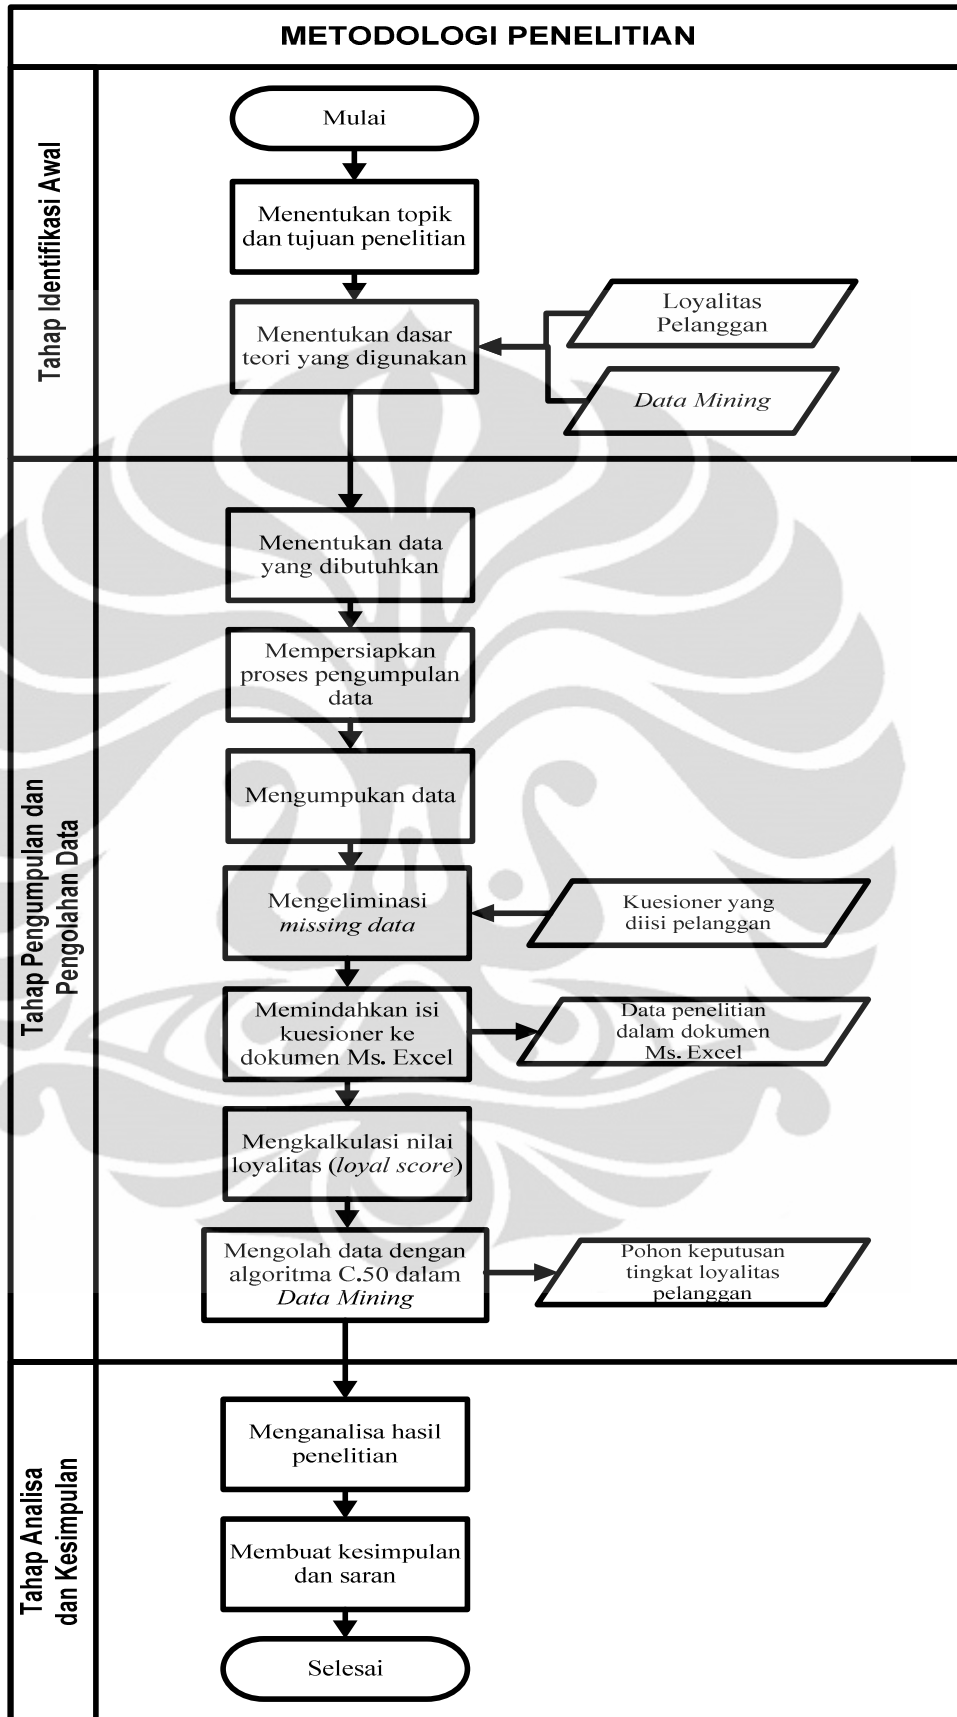 METODOLOGI PENELITIAN
Tahap Identifikasi Awal
Mulai
Menentukan topik
dan tujuan penelitian
Menentukan dasar
teori yang digunakan
Loyalitas
Pelanggan
Data Mining
Tahap Pengumpulan dan
Pengolahan Data
Menentukan data
yang dibutuhkan
Mempersiapkan
proses pengumpulan
data
Mengumpukan data
Mengeliminasi
missing data
Kuesioner yang
diisi pelanggan
Memindahkan isi
kuesioner ke
dokumen Ms. Excel
Data penelitian
dalam dokumen
Ms. Excel
Mengkalkulasi nilai
loyalitas (loyal score)
Mengolah data dengan
algoritma C.50 dalam
Data Mining
Pohon keputusan
tingkat loyalitas
pelanggan
Tahap Analisa
dan Kesimpulan
Menganalisa hasil
penelitian
Membuat kesimpulan
dan saran
Selesai